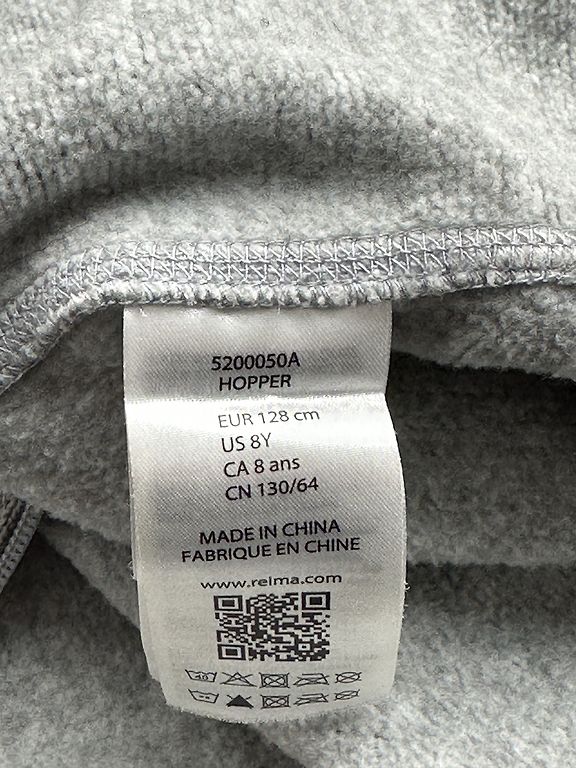 5200050A
HOPPER
EUR 128 cm
US 8Y
CA 8 ans
CN 130/64
MADE IN CHINA
FABRIQUE EN CHINE
www.reima.com
40